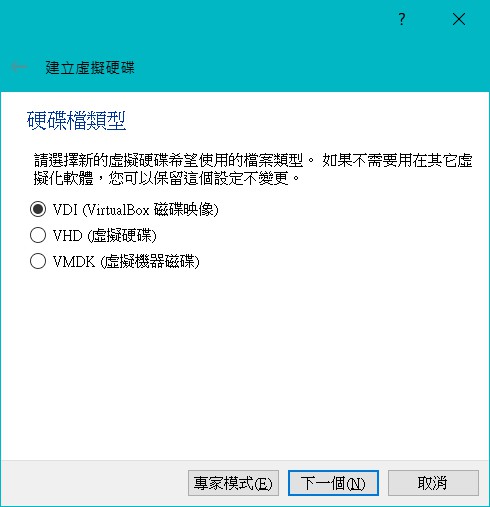 ?
建立虛擬硬碟
硬碟檔類型
請選擇新的虛擬硬碟希望使用的檔案類型。 如果不需要用在其它虛
擬化軟體，您可以保留這個設定不變更。
VDI (VirtualBox 磁碟映像)
VHD (虛擬硬碟)
VMDK (虛擬機器磁碟)
專家模式(E) 下一個(N) 取消